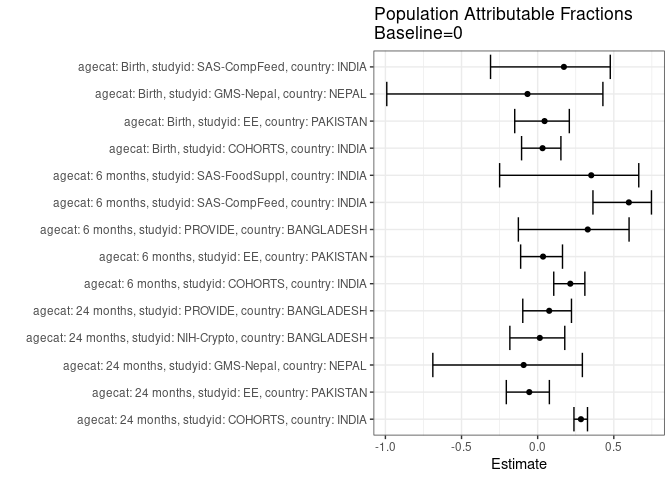 Population Attributable Fractions
Baseline=0
agecat: Birth, studyid: SAS-CompFeed, country: INDIA
agecat: Birth, studyid: GMS-Nepal, country: NEPAL
agecat: Birth, studyid: EE, country: PAKISTAN
agecat: Birth, studyid: COHORTS, country: INDIA
agecat: 6 months, studyid: SAS-FoodSuppl, country: INDIA
agecat: 6 months, studyid: SAS-CompFeed, country: INDIA
agecat: 6 months, studyid: PROVIDE, country: BANGLADESH
agecat: 6 months, studyid: EE, country: PAKISTAN
agecat: 6 months, studyid: COHORTS, country: INDIA
agecat: 24 months, studyid: PROVIDE, country: BANGLADESH
agecat: 24 months, studyid: NIH-Crypto, country: BANGLADESH
agecat: 24 months, studyid: GMS-Nepal, country: NEPAL
agecat: 24 months, studyid: EE, country: PAKISTAN
agecat: 24 months, studyid: COHORTS, country: INDIA
-1.0 -0.5 0.0 0.5
Estimate